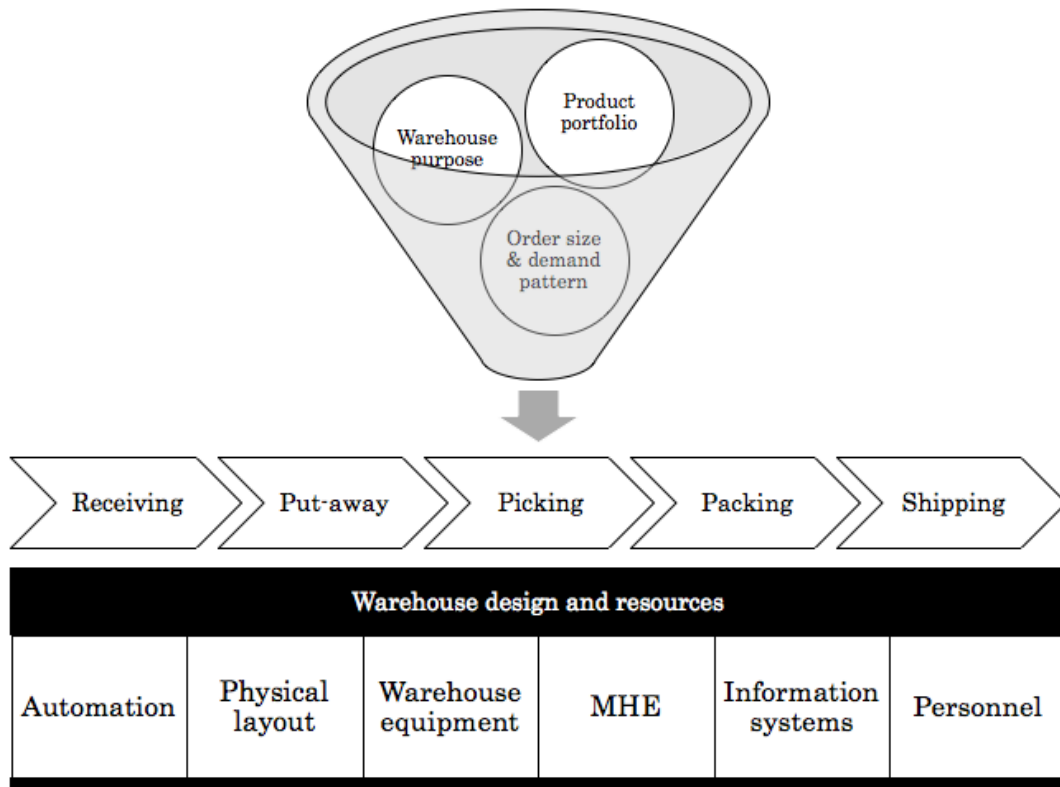 Product
portfolio
Warehouse
purpose
Order size
& demand
pattern
Receiving
Put-away
Picking
Packing
Shipping
Warehouse design and resources
Automation
Physical
layout
Warehouse
equipment
MHE
Information
systems
Personnel